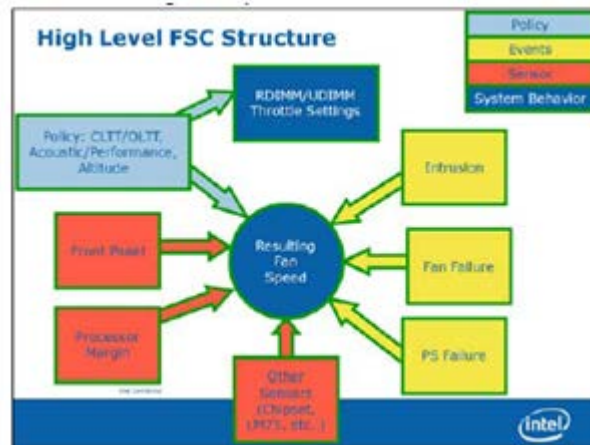 High Level FSC Structure
Policy
Events
Sensor
System Behavior
RDIMM/UDIMM
Throttle Settings
Policy: CLTT/OLTT,
Acoustic/Performance,
Altitude
Intrusion
Front Panel
Resulting
Fan
Speed
Fan Failure
Processor
Margin
PS Failure
Other
Sensors
(Chipset,
LM75, etc. )
intel